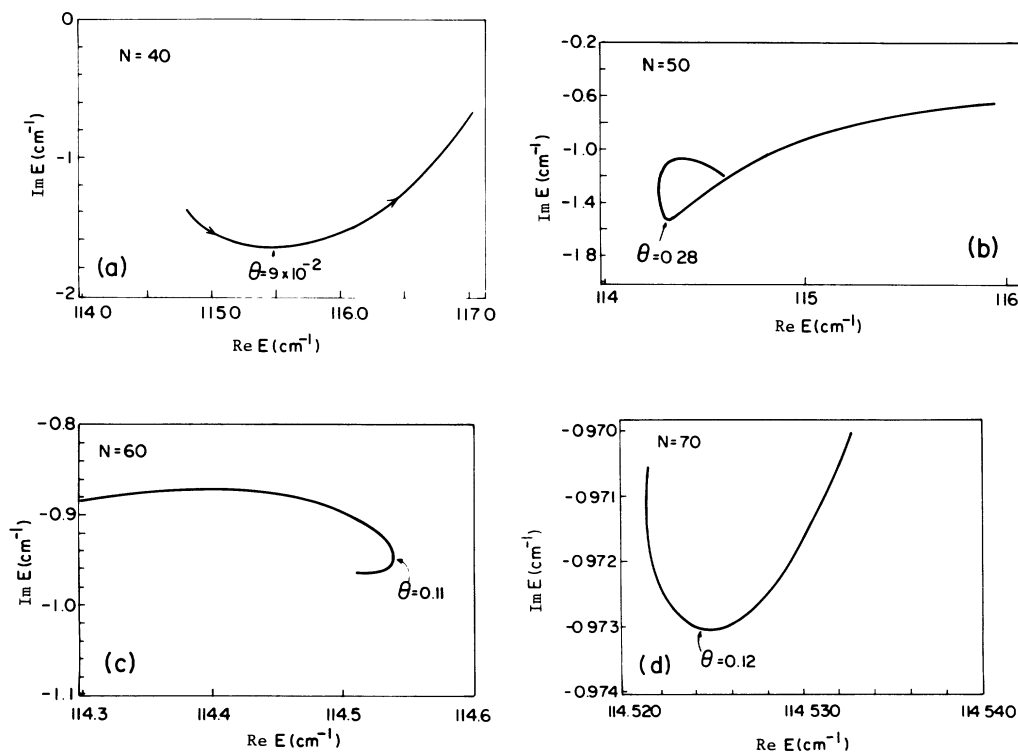 0
N = 40
-1
Im E (cm⁻¹)
θ=9 × 10⁻²
(a)
-2
114.0 115.0 116.0 117.0
Re E (cm⁻¹)
-0.2
N=50
-0.6
-1.0
Im E (cm⁻¹)
-1.4
θ=0.28
-1.8
(b)
114 115 116
Re E (cm⁻¹)
-0.8
N=60
-0.9
Im E (cm⁻¹)
θ=0.11
-1.0
(c)
-1.1
114.3 114.4 114.5 114.6
Re E (cm⁻¹)
-0.970
N=70
-0.971
Im E (cm⁻¹)
-0.972
-0.973
θ=0.12
(d)
-0.974
114.520 114.530 114.540
Re E (cm⁻¹)